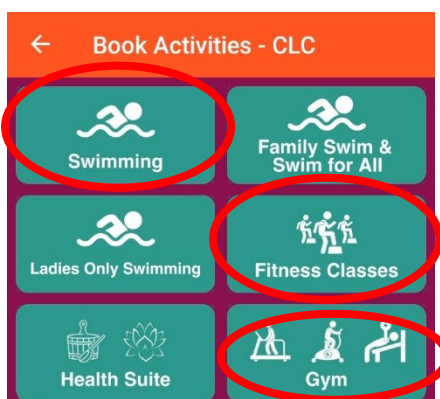 Book Activities - CLC
Swimming
Family Swim &
Swim for All
Ladies Only Swimming
Fitness Classes
Health Suite
Gym